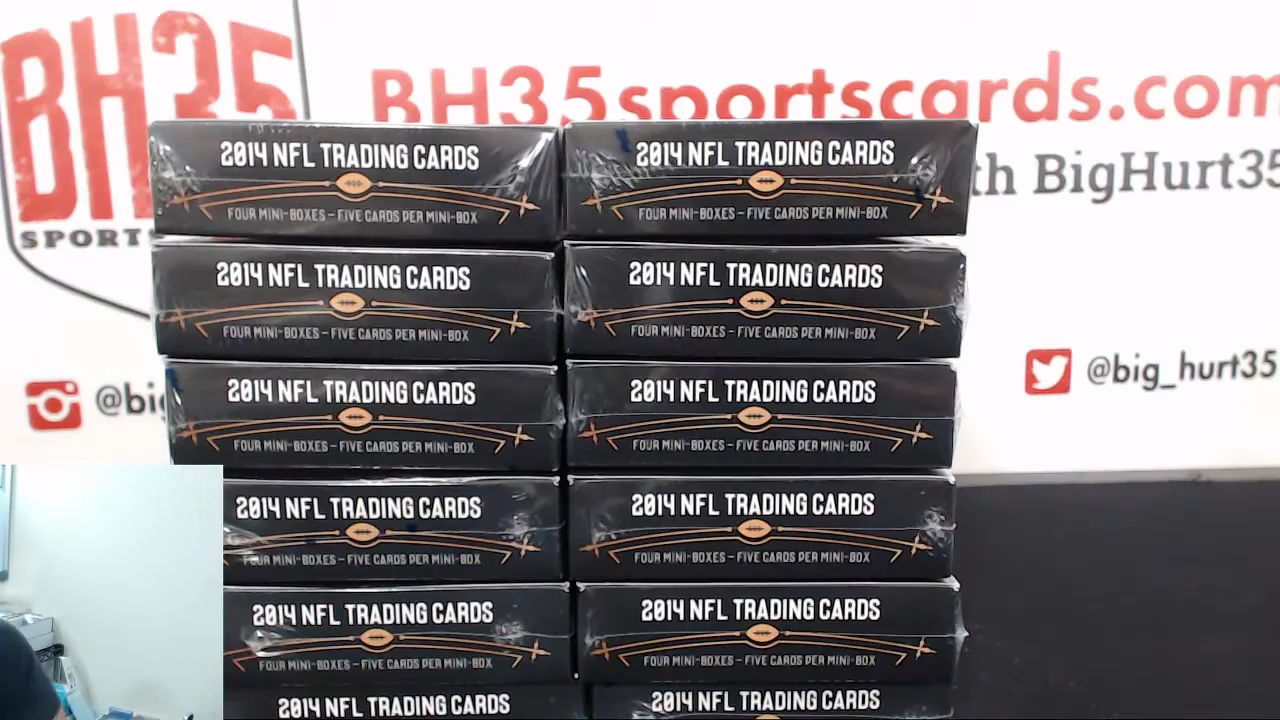 BH35
SPORTS
BH35sportscards.com
th BigHurt35
2014 NFL TRADING CARDS
FOUR MINI-BOXES – FIVE CARDS PER MINI-BOX
2014 NFL TRADING CARDS
FOUR MINI-BOXES – FIVE CARDS PER MINI-BOX
2014 NFL TRADING CARDS
FOUR MINI-BOXES – FIVE CARDS PER MINI-BOX
2014 NFL TRADING CARDS
FOUR MINI-BOXES – FIVE CARDS PER MINI-BOX
@big_hurt35
@big
2014 NFL TRADING CARDS
FOUR MINI-BOXES – FIVE CARDS PER MINI-BOX
2014 NFL TRADING CARDS
FOUR MINI-BOXES – FIVE CARDS PER MINI-BOX
2014 NFL TRADING CARDS
FOUR MINI-BOXES – FIVE CARDS PER MINI-BOX
2014 NFL TRADING CARDS
FOUR MINI-BOXES – FIVE CARDS PER MINI-BOX
2014 NFL TRADING CARDS
FOUR MINI-BOXES – FIVE CARDS PER MINI-BOX
2014 NFL TRADING CARDS
FOUR MINI-BOXES – FIVE CARDS PER MINI-BOX
2014 NFL TRADING CARDS
2014 NFL TRADING CARDS